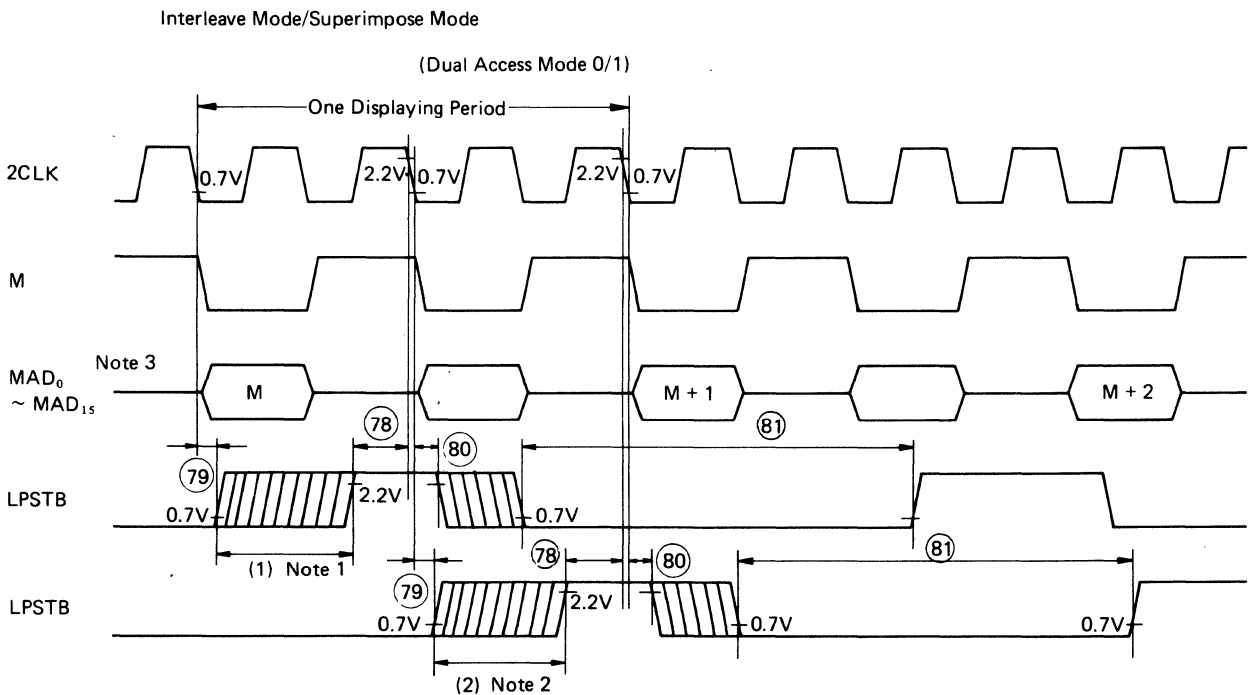 Interleave Mode/Superimpose Mode
(Dual Access Mode 0/1)
One Displaying Period
2CLK
0.7V
2.2V
0.7V
2.2V
0.7V
M
Note 3
MAD₀
~ MAD₁₅
M
M + 1
M + 2
78
80
81
79
LPSTB
0.7V
2.2V
0.7V
(1) Note 1
78
80
81
79
LPSTB
0.7V
2.2V
0.7V
0.7V
(2) Note 2